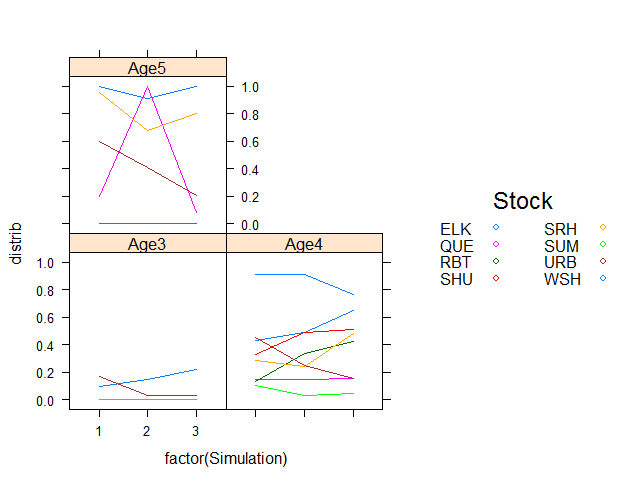 Age5
1.0
0.8
0.6
0.4
0.2
0.0
Stock
ELK SRH
QUE SUM
RBT URB
SHU WSH
distrib
Age3 Age4
1.0
0.8
0.6
0.4
0.2
0.0
1 2 3
factor(Simulation)